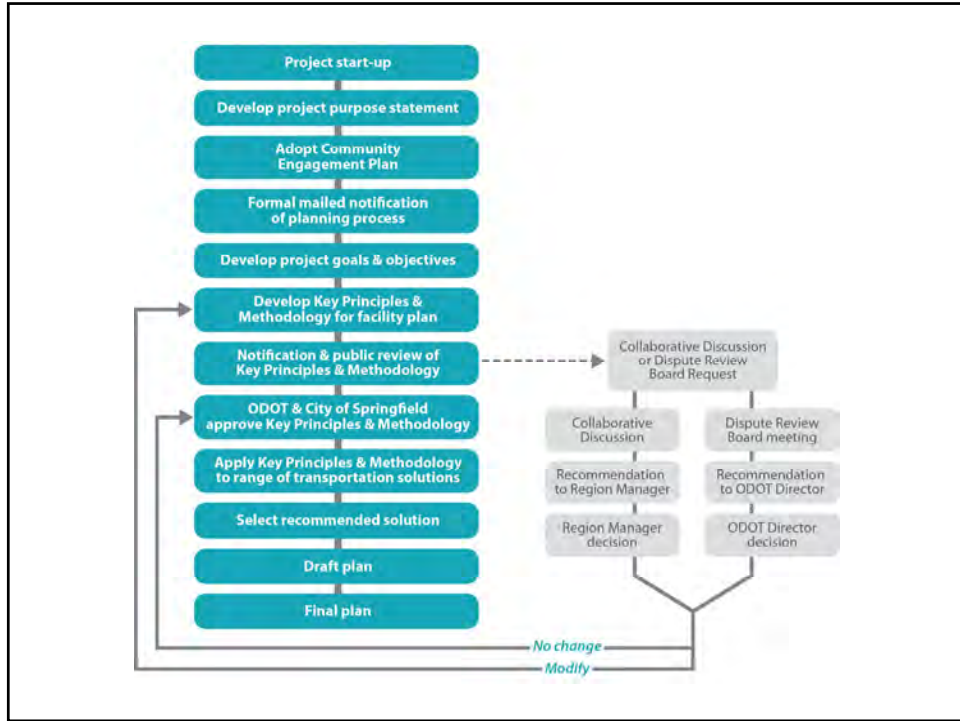 Project start-up
Develop project purpose statement
Adopt Community
Engagement Plan
Formal mailed notification
of planning process
Develop project goals & objectives
Develop Key Principles &
Methodology for facility plan
Notification & public review of
Key Principles & Methodology
ODOT & City of Springfield
approve Key Principles & Methodology
Apply Key Principles & Methodology
to range of transportation solutions
Select recommended solution
Draft plan
Final plan
Collaborative Discussion
or Dispute Review
Board Request
Collaborative
Discussion
Recommendation
to Region Manager
Region Manager
decision
Dispute Review
Board meeting
Recommendation
to ODOT Director
ODOT Director
decision
No change
Modify